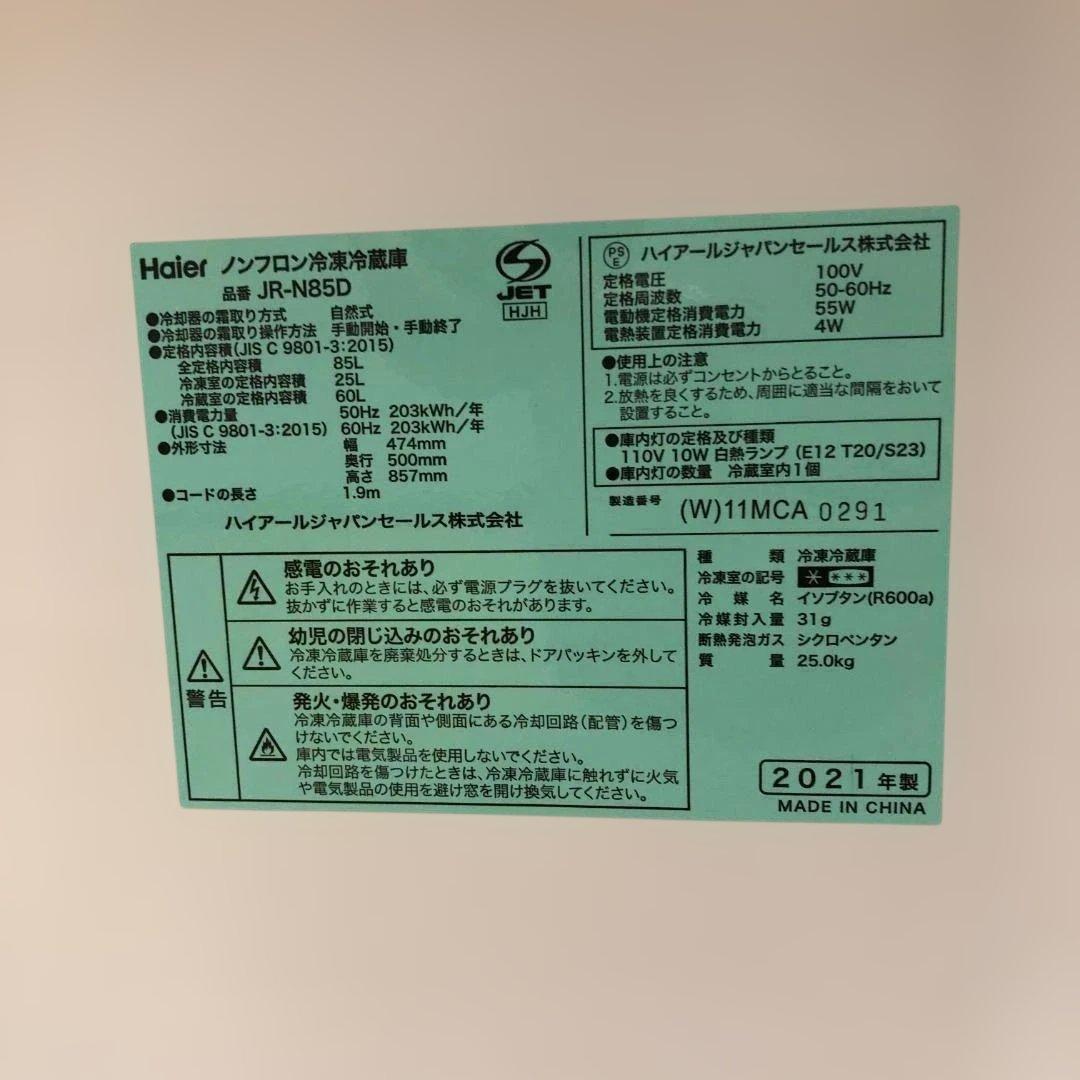 Haier ノンフロン冷凍冷蔵庫
品番 JR-N85D
●冷却器の霜取り方式 自然式
●冷却器の霜取り操作方法 手動開始・手動終了
●定格内容積(JIS C 9801-3:2015)
全定格内容積 85L
冷凍室の定格内容積 25L
冷蔵室の定格内容積 60L
●消費電力量 50Hz 203kWh/年
(JIS C 9801-3:2015) 60Hz 203kWh/年
●外形寸法 幅 474mm
奥行 500mm
高さ 857mm
●コードの長さ 1.9m
ハイアールジャパンセールス株式会社
S
JET
HJH
PS
E
ハイアールジャパンセールス株式会社
定格電圧 100V
定格周波数 50-60Hz
電動機定格消費電力 55W
電熱装置定格消費電力 4W
●使用上の注意
1.電源は必ずコンセントからとること。
2.放熱を良くするため、周囲に適当な間隔をおいて
設置すること。
●庫内灯の定格及び種類
110V 10W 白熱ランプ (E12 T20/S23)
●庫内灯の数量 冷蔵室内1個
製造番号 (W)11MCA 0291
警告
感電のおそれあり
お手入れのときには、必ず電源プラグを抜いてください。
抜かずに作業すると感電のおそれがあります。
幼児の閉じ込みのおそれあり
冷凍冷蔵庫を廃棄処分するときは、ドアパッキンを外して
ください。
発火・爆発のおそれあり
冷凍冷蔵庫の背面や側面にある冷却回路(配管)を傷つ
けないでください。
庫内では電気製品を使用しないでください。
冷却回路を傷つけたときは、冷凍冷蔵庫に触れずに火気
や電気製品の使用を避け窓を開け換気してください。
種類 冷凍冷蔵庫
冷凍室の記号 * ***
冷媒名 イソブタン(R600a)
冷媒封入量 31g
断熱発泡ガス シクロペンタン
質量 25.0kg
2021年製
MADE IN CHINA